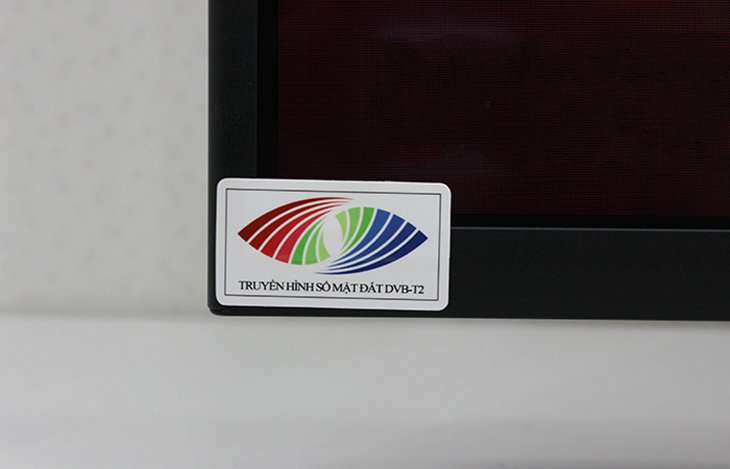 TRUYỀN HÌNH SỐ MẶT ĐẤT DVB-T2